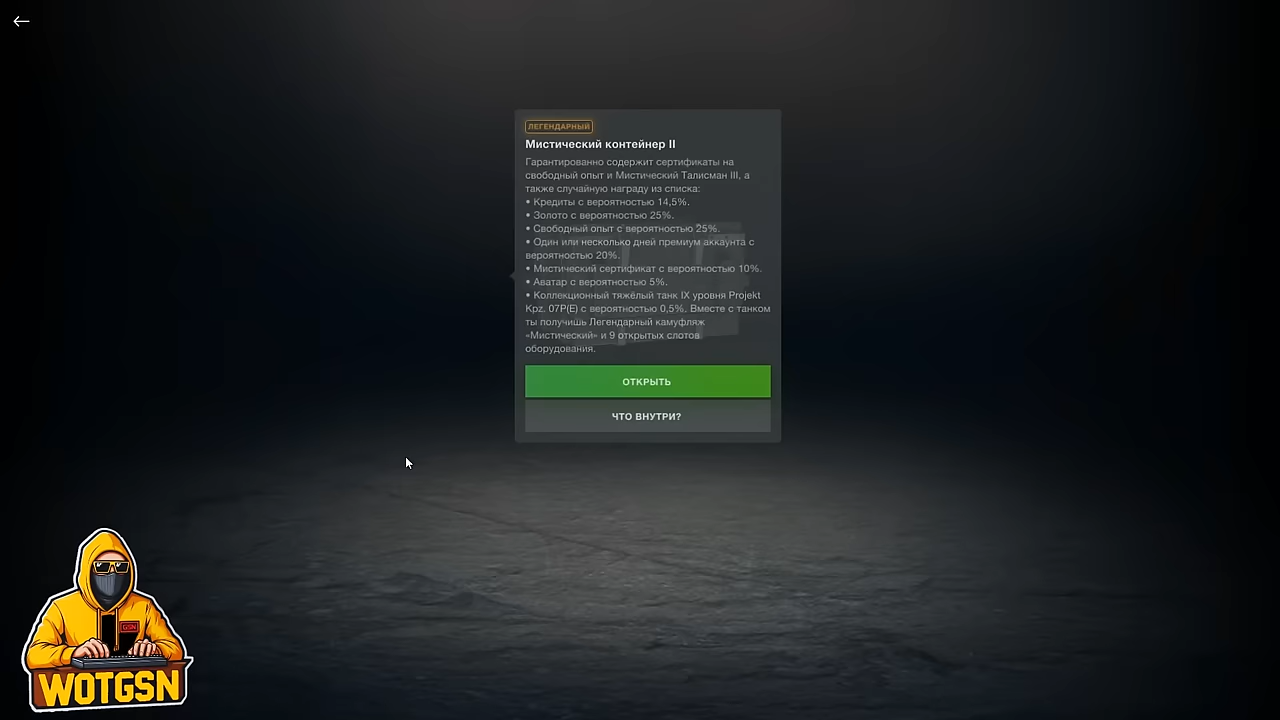 ЛЕГЕНДАРНЫЙ
Мистический контейнер II
Гарантированно содержит сертификаты на
свободный опыт и Мистический Талисман III, а
также случайную награду из списка:
• Кредиты с вероятностью 14,5%.
• Золото с вероятностью 25%.
• Свободный опыт с вероятностью 25%.
• Один или несколько дней премиум аккаунта с
вероятностью 20%.
• Мистический сертификат с вероятностью 10%.
• Аватар с вероятностью 5%.
• Коллекционный тяжёлый танк IX уровня Projekt
Kpz. 07P(E) с вероятностью 0,5%. Вместе с танком
ты получишь Легендарный камуфляж
«Мистический» и 9 открытых слотов
оборудования.
ОТКРЫТЬ
ЧТО ВНУТРИ?
GSN
WOTGSN